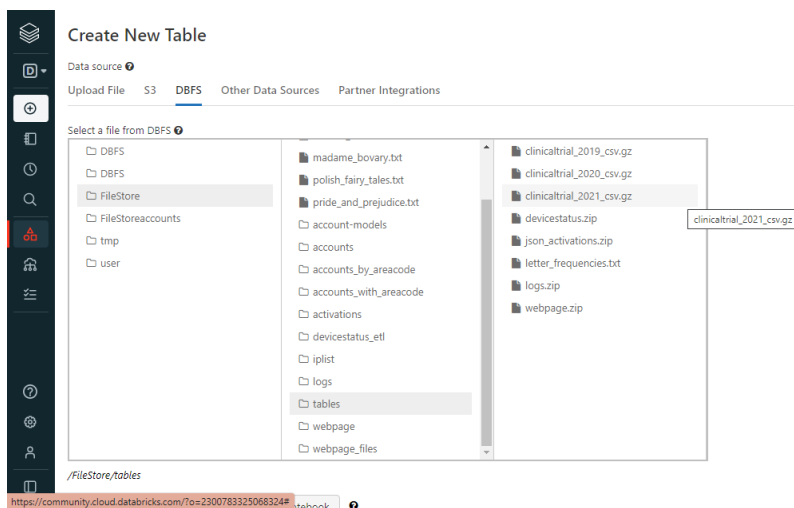 Create New Table
D
Data source
Upload File S3 DBFS Other Data Sources Partner Integrations
Select a file from DBFS
DBFS
DBFS
FileStore
FileStoreaccounts
tmp
user
madame_bovary.txt
polish_fairy_tales.txt
pride_and_prejudice.txt
account-models
accounts
accounts_by_areacode
accounts_with_areacode
activations
devicestatus_etl
iplist
logs
tables
webpage
webpage_files
clinicaltrial_2019_csv.gz
clinicaltrial_2020_csv.gz
clinicaltrial_2021_csv.gz
devicestatus.zip
json_activations.zip
letter_frequencies.txt
logs.zip
webpage.zip
clinicaltrial_2021_csv.gz
/FileStore/tables
https://community.cloud.databricks.com/?o=2300783325068324#